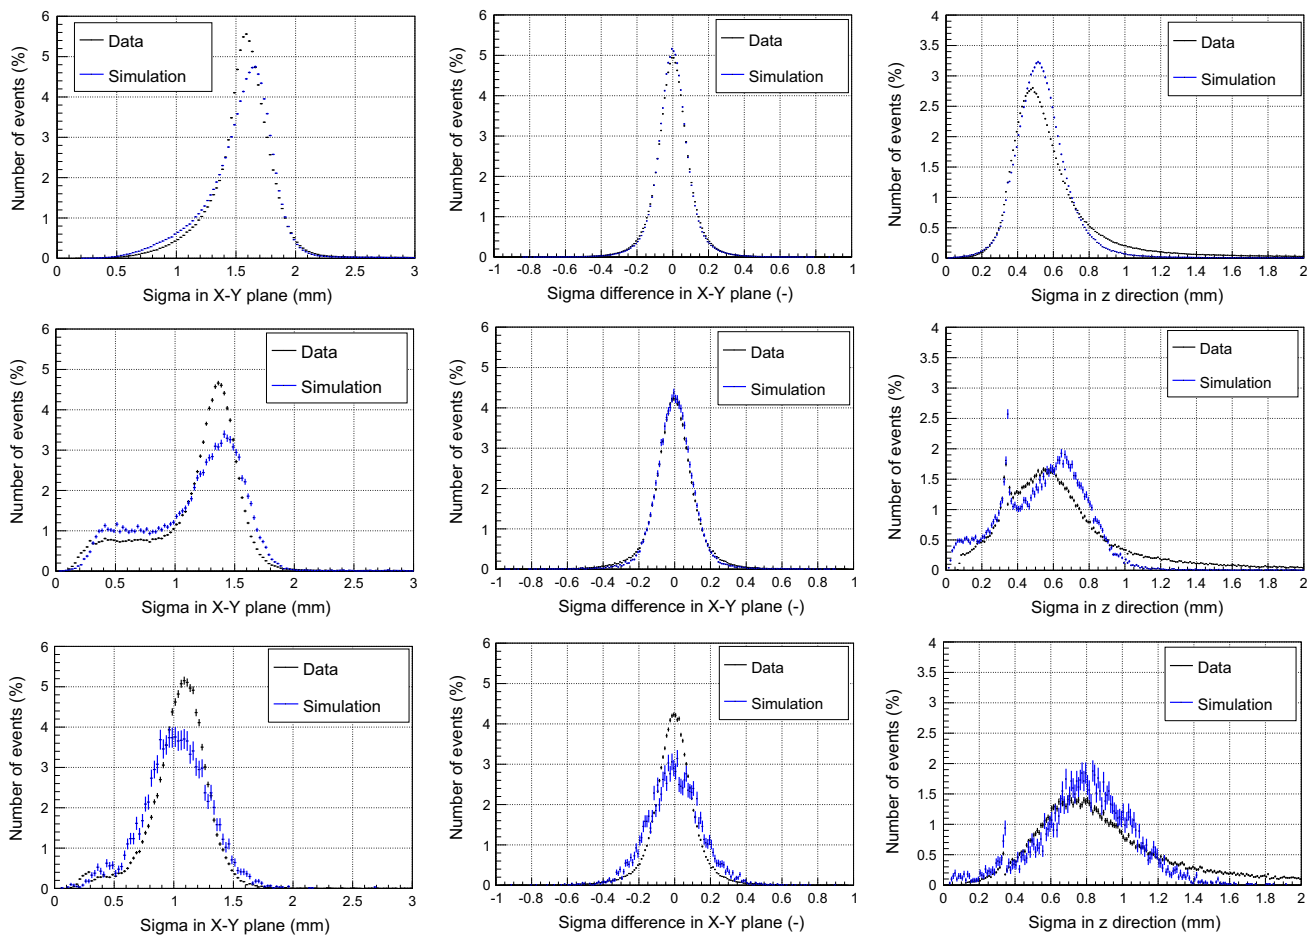 Number of events (%)
6
5
4
3
2
1
0
Data
Simulation
0 0.5 1 1.5 2 2.5 3
Sigma in X-Y plane (mm)
Number of events (%)
6
5
4
3
2
1
0
Data
Simulation
-1 -0.8 -0.6 -0.4 -0.2 0 0.2 0.4 0.6 0.8 1
Sigma difference in X-Y plane (-)
Number of events (%)
4
3.5
3
2.5
2
1.5
1
0.5
0
Data
Simulation
0 0.2 0.4 0.6 0.8 1 1.2 1.4 1.6 1.8 2
Sigma in z direction (mm)
Number of events (%)
6
5
4
3
2
1
0
Data
Simulation
0 0.5 1 1.5 2 2.5 3
Sigma in X-Y plane (mm)
Number of events (%)
6
5
4
3
2
1
0
Data
Simulation
-1 -0.8 -0.6 -0.4 -0.2 0 0.2 0.4 0.6 0.8 1
Sigma difference in X-Y plane (-)
Number of events (%)
4
3.5
3
2.5
2
1.5
1
0.5
0
Data
Simulation
0 0.2 0.4 0.6 0.8 1 1.2 1.4 1.6 1.8 2
Sigma in z direction (mm)
Number of events (%)
6
5
4
3
2
1
0
Data
Simulation
0 0.5 1 1.5 2 2.5 3
Sigma in X-Y plane (mm)
Number of events (%)
6
5
4
3
2
1
0
Data
Simulation
-1 -0.8 -0.6 -0.4 -0.2 0 0.2 0.4 0.6 0.8 1
Sigma difference in X-Y plane (-)
Number of events (%)
4
3.5
3
2.5
2
1.5
1
0.5
0
Data
Simulation
0 0.2 0.4 0.6 0.8 1 1.2 1.4 1.6 1.8 2
Sigma in z direction (mm)